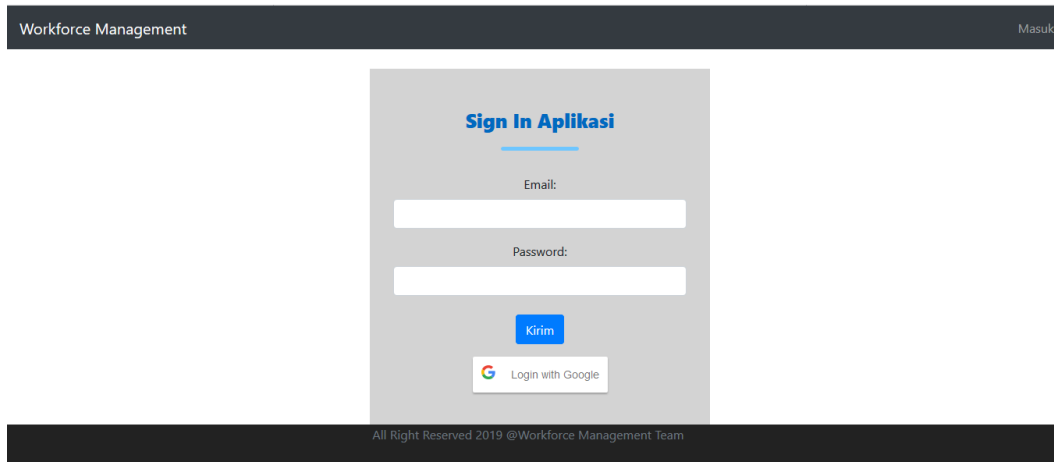 Workforce Management
Masuk
Sign In Aplikasi
Email:
Password:
Kirim
Login with Google
All Right Reserved 2019 @Workforce Management Team